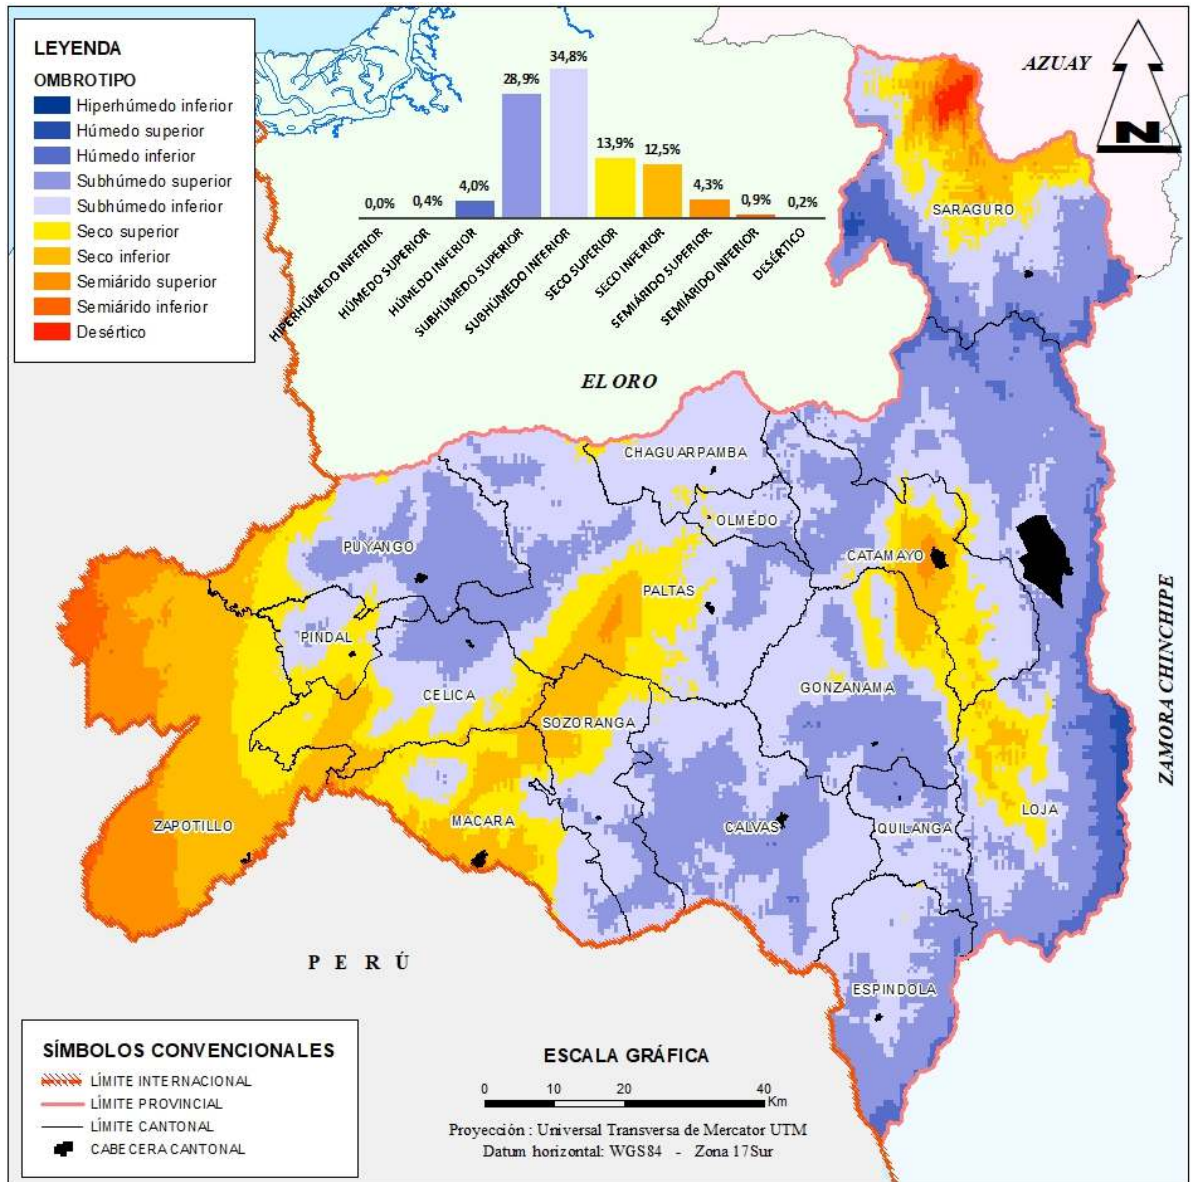 LEYENDA
OMBROTIPO
Hiperhúmedo inferior
Húmedo superior
Húmedo inferior
Subhúmedo superior
Subhúmedo inferior
Seco superior
Seco inferior
Semiárido superior
Semiárido inferior
Desértico
0,0%
0,4%
4,0%
28,9%
34,8%
13,9%
12,5%
4,3%
0,9%
0,2%
HIPERHÚMEDO INFERIOR
HÚMEDO SUPERIOR
HÚMEDO INFERIOR
SUBHÚMEDO SUPERIOR
SUBHÚMEDO INFERIOR
SECO SUPERIOR
SECO INFERIOR
SEMIÁRIDO SUPERIOR
SEMIÁRIDO INFERIOR
DESÉRTICO
AZUAY
N
SARAGURO
EL ORO
CHAGUARPAMBA
OLMEDO
PUYANGO
CATAMAYO
PALTAS
PINDAL
CELICA
GONZANAMA
SOZORANGA
ZAMORA CHINCHIPE
ZAPOTILLO
MACARA
CALVAS
QUILANGA
LOJA
PERÚ
ESPINDOLA
SÍMBOLOS CONVENCIONALES
LÍMITE INTERNACIONAL
LÍMITE PROVINCIAL
LÍMITE CANTONAL
CABECERA CANTONAL
ESCALA GRÁFICA
0 10 20 40
Km
Proyección : Universal Transversa de Mercator UTM
Datum horizontal: WGS84 - Zona 17Sur